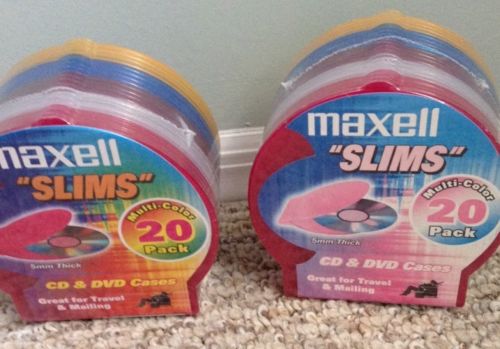 maxell
"SLIMS"
Multi-Color
20
Pack
5mm Thick
CD & DVD Cases
Great for Travel
& Mailing
maxell
"SLIMS"
Multi-Color
20
Pack
5mm Thick
CD & DVD Cases
Great for Travel
& Mailing